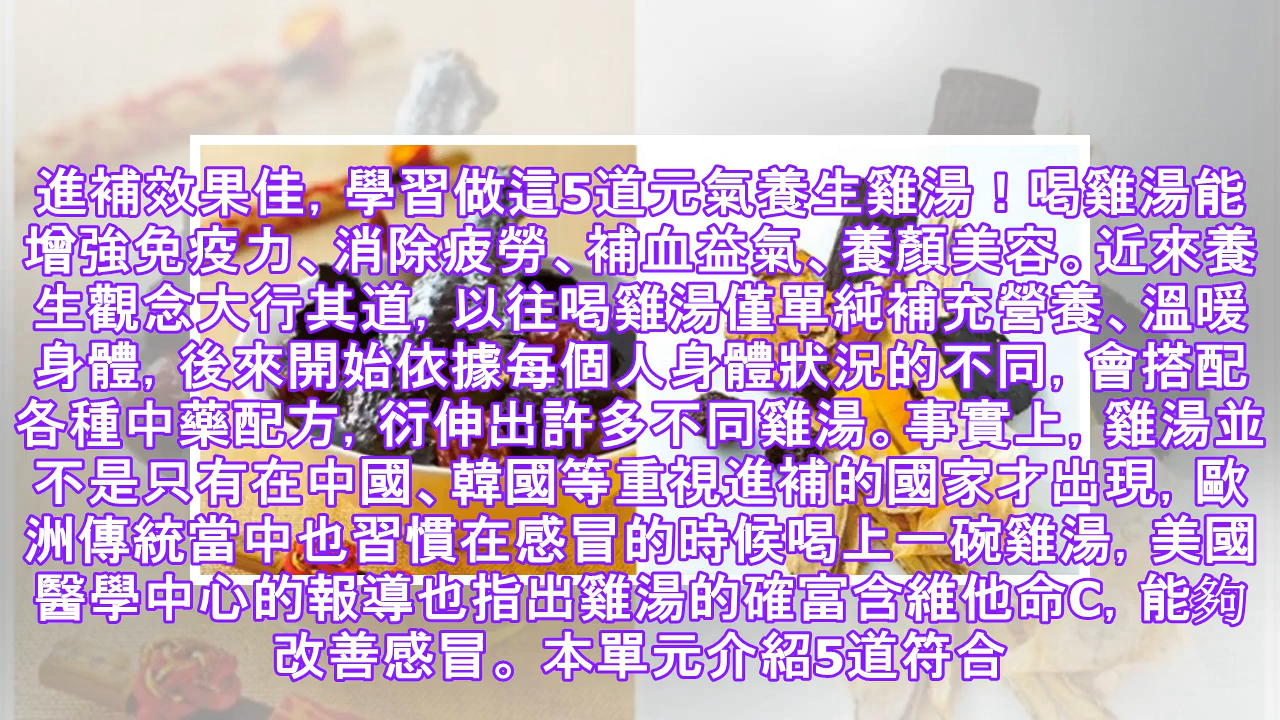 進補效果佳, 學習做這5道元氣養生雞湯！喝雞湯能
增強免疫力、消除疲勞、補血益氣、養顏美容。近來養
生觀念大行其道, 以往喝雞湯僅單純補充營養、溫暖
身體, 後來開始依據每個人身體狀況的不同, 會搭配
各種中藥配方, 衍伸出許多不同雞湯。事實上, 雞湯並
不是只有在中國、韓國等重視進補的國家才出現, 歐
洲傳統當中也習慣在感冒的時候喝上一碗雞湯, 美國
醫學中心的報導也指出雞湯的確富含維他命C, 能夠
改善感冒。本單元介紹5道符合